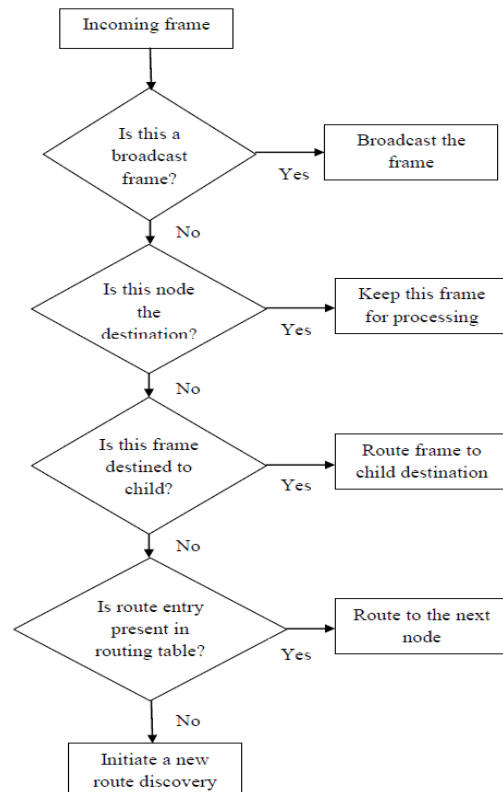 Incoming frame
Is this a
broadcast
frame?
Yes
Broadcast the
frame
No
Is this node
the
destination?
Yes
Keep this frame
for processing
No
Is this frame
destined to
child?
Yes
Route frame to
child destination
No
Is route entry
present in
routing table?
Yes
Route to the next
node
No
Initiate a new
route discovery